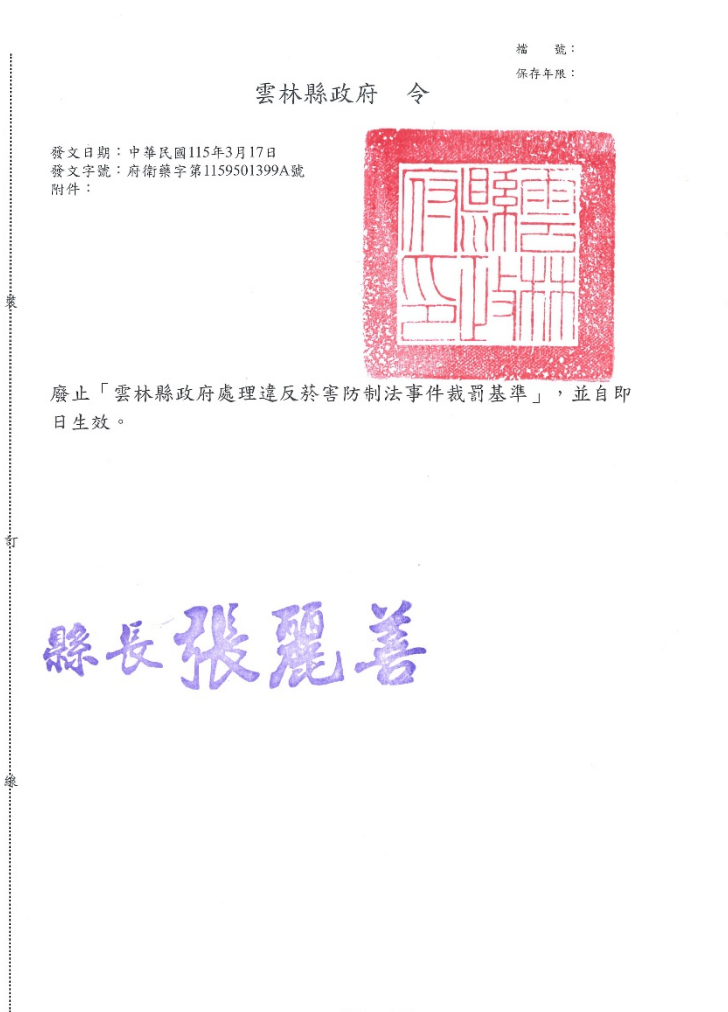 檔　　號：
保存年限：
雲林縣政府　令
發文日期：中華民國115年3月17日
發文字號：府衛藥字第1159501399A號
附件：
雲林縣政府印
廢止「雲林縣政府處理違反菸害防制法事件裁罰基準」，並自即
日生效。
縣長張麗善
裝
訂
線